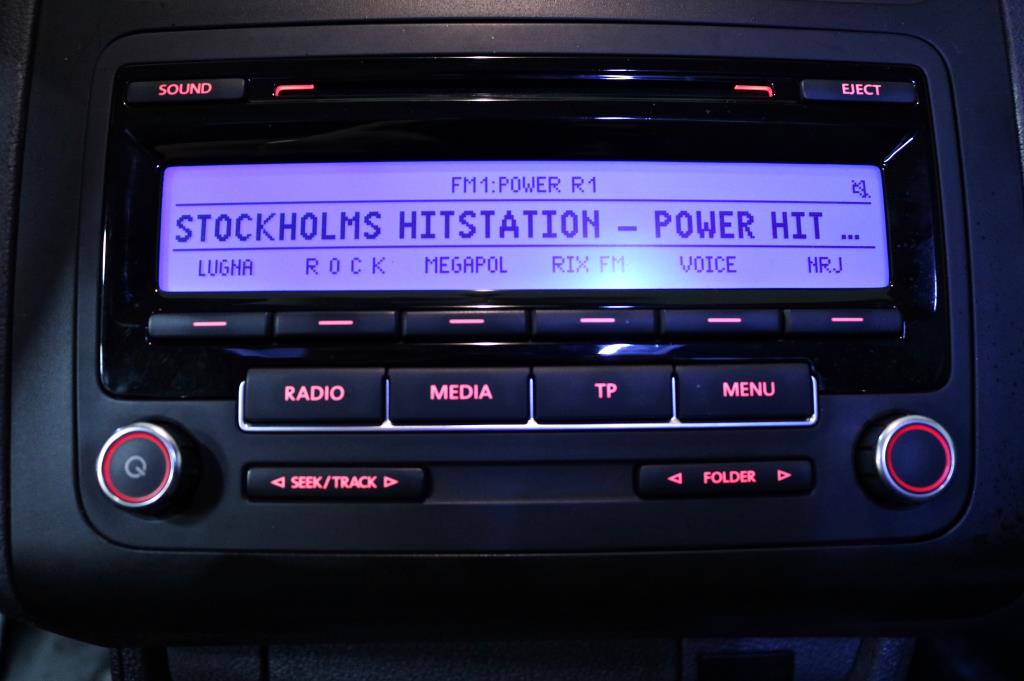 SOUND EJECT
FM1:POWER R1
STOCKHOLMS HITSTATION – POWER HIT ...
LUGNA ROCK MEGAPOL RIX FM VOICE NRJ
RADIO MEDIA TP MENU
SEEK/TRACK FOLDER